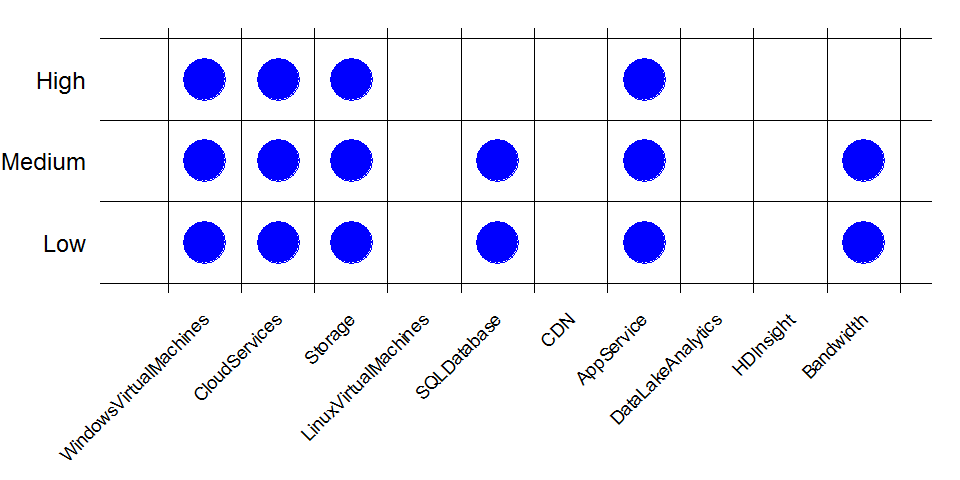 High
Medium
Low
WindowsVirtualMachines
CloudServices
Storage
LinuxVirtualMachines
SQLDatabase
CDN
AppService
DataLakeAnalytics
HDInsight
Bandwidth